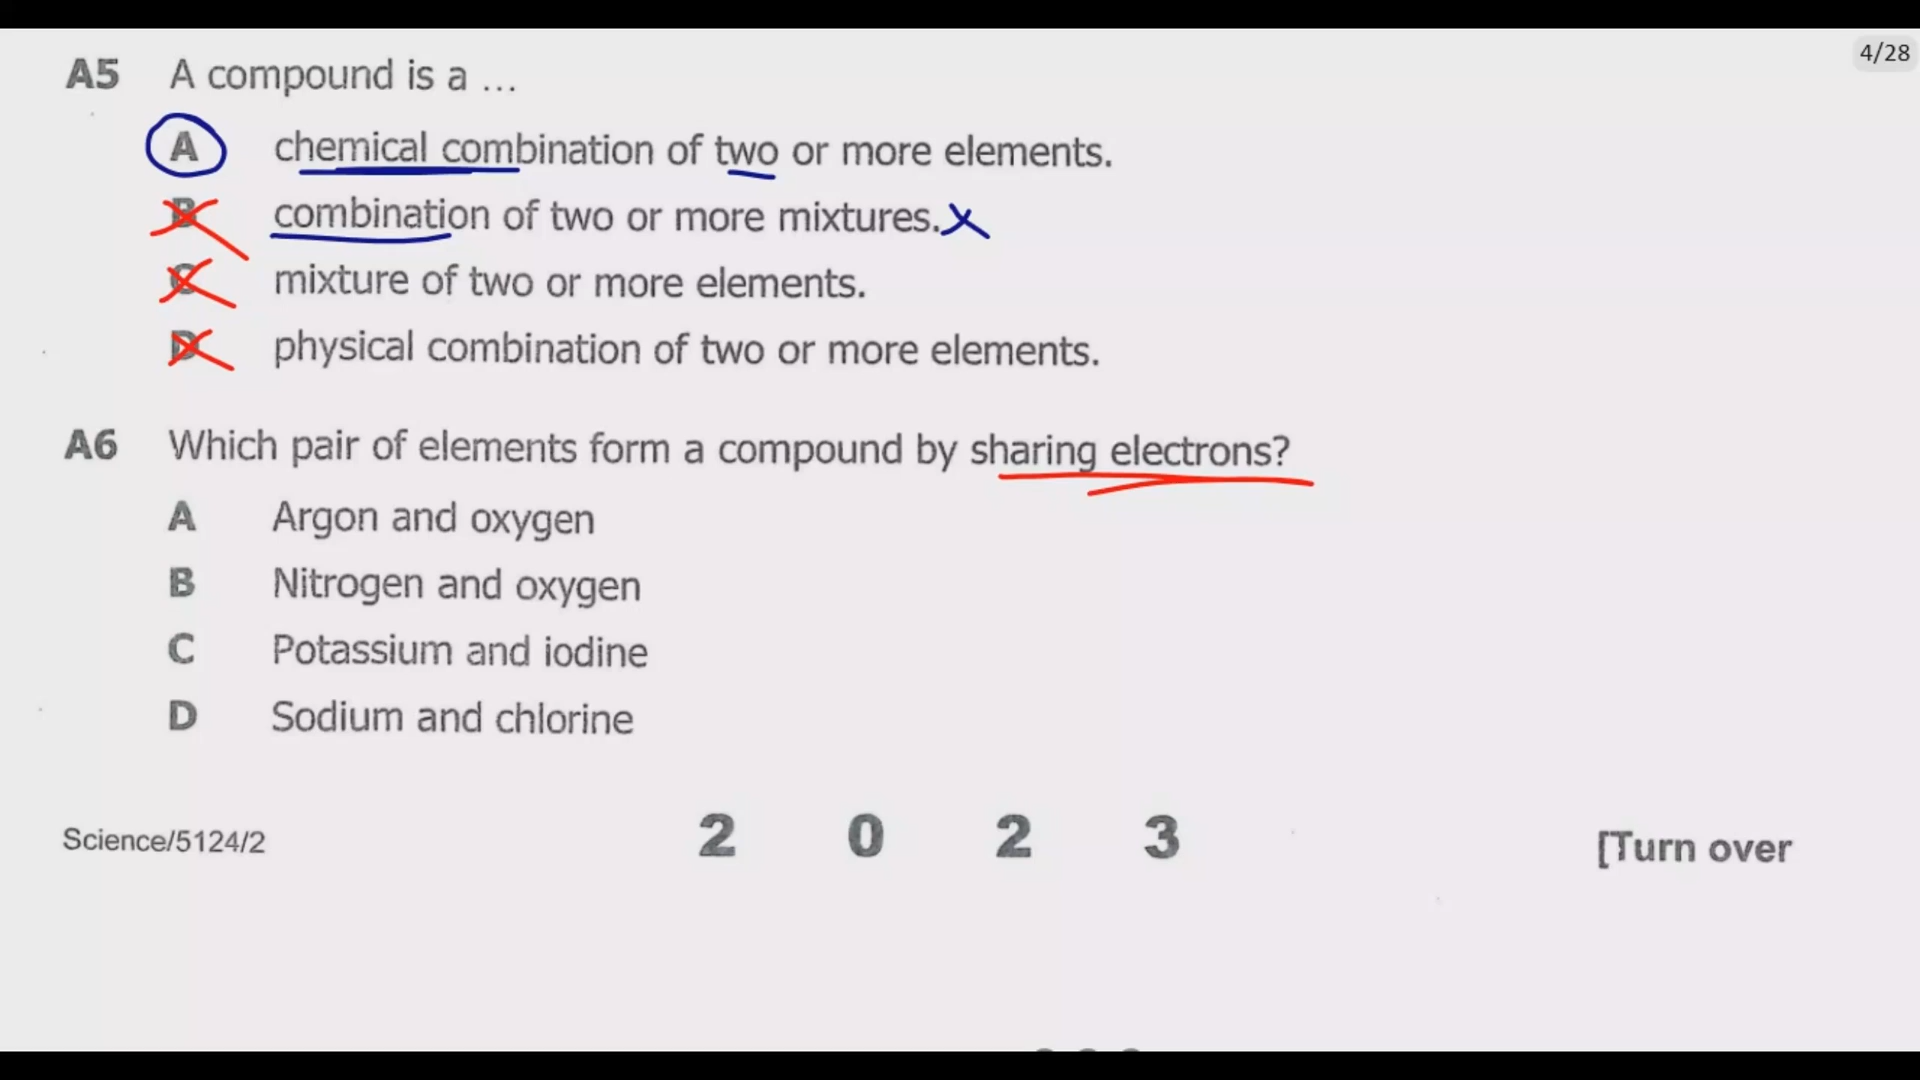 4/28
A5 A compound is a ...
A chemical combination of two or more elements.
B combination of two or more mixtures.
C mixture of two or more elements.
D physical combination of two or more elements.
A6 Which pair of elements form a compound by sharing electrons?
A Argon and oxygen
B Nitrogen and oxygen
C Potassium and iodine
D Sodium and chlorine
Science/5124/2 2 0 2 3 [Turn over